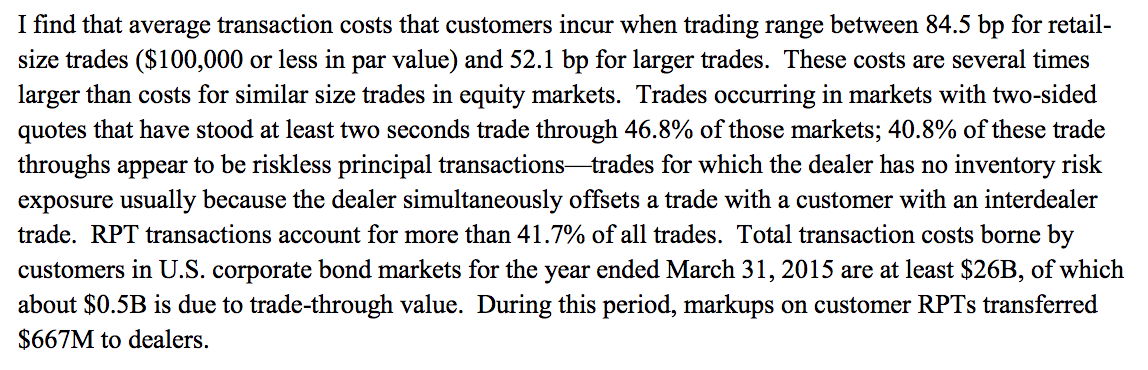 I find that average transaction costs that customers incur when trading range between 84.5 bp for retail-
size trades ($100,000 or less in par value) and 52.1 bp for larger trades.  These costs are several times
larger than costs for similar size trades in equity markets.  Trades occurring in markets with two-sided
quotes that have stood at least two seconds trade through 46.8% of those markets; 40.8% of these trade
throughs appear to be riskless principal transactions—trades for which the dealer has no inventory risk
exposure usually because the dealer simultaneously offsets a trade with a customer with an interdealer
trade.  RPT transactions account for more than 41.7% of all trades.  Total transaction costs borne by
customers in U.S. corporate bond markets for the year ended March 31, 2015 are at least $26B, of which
about $0.5B is due to trade-through value.  During this period, markups on customer RPTs transferred
$667M to dealers.